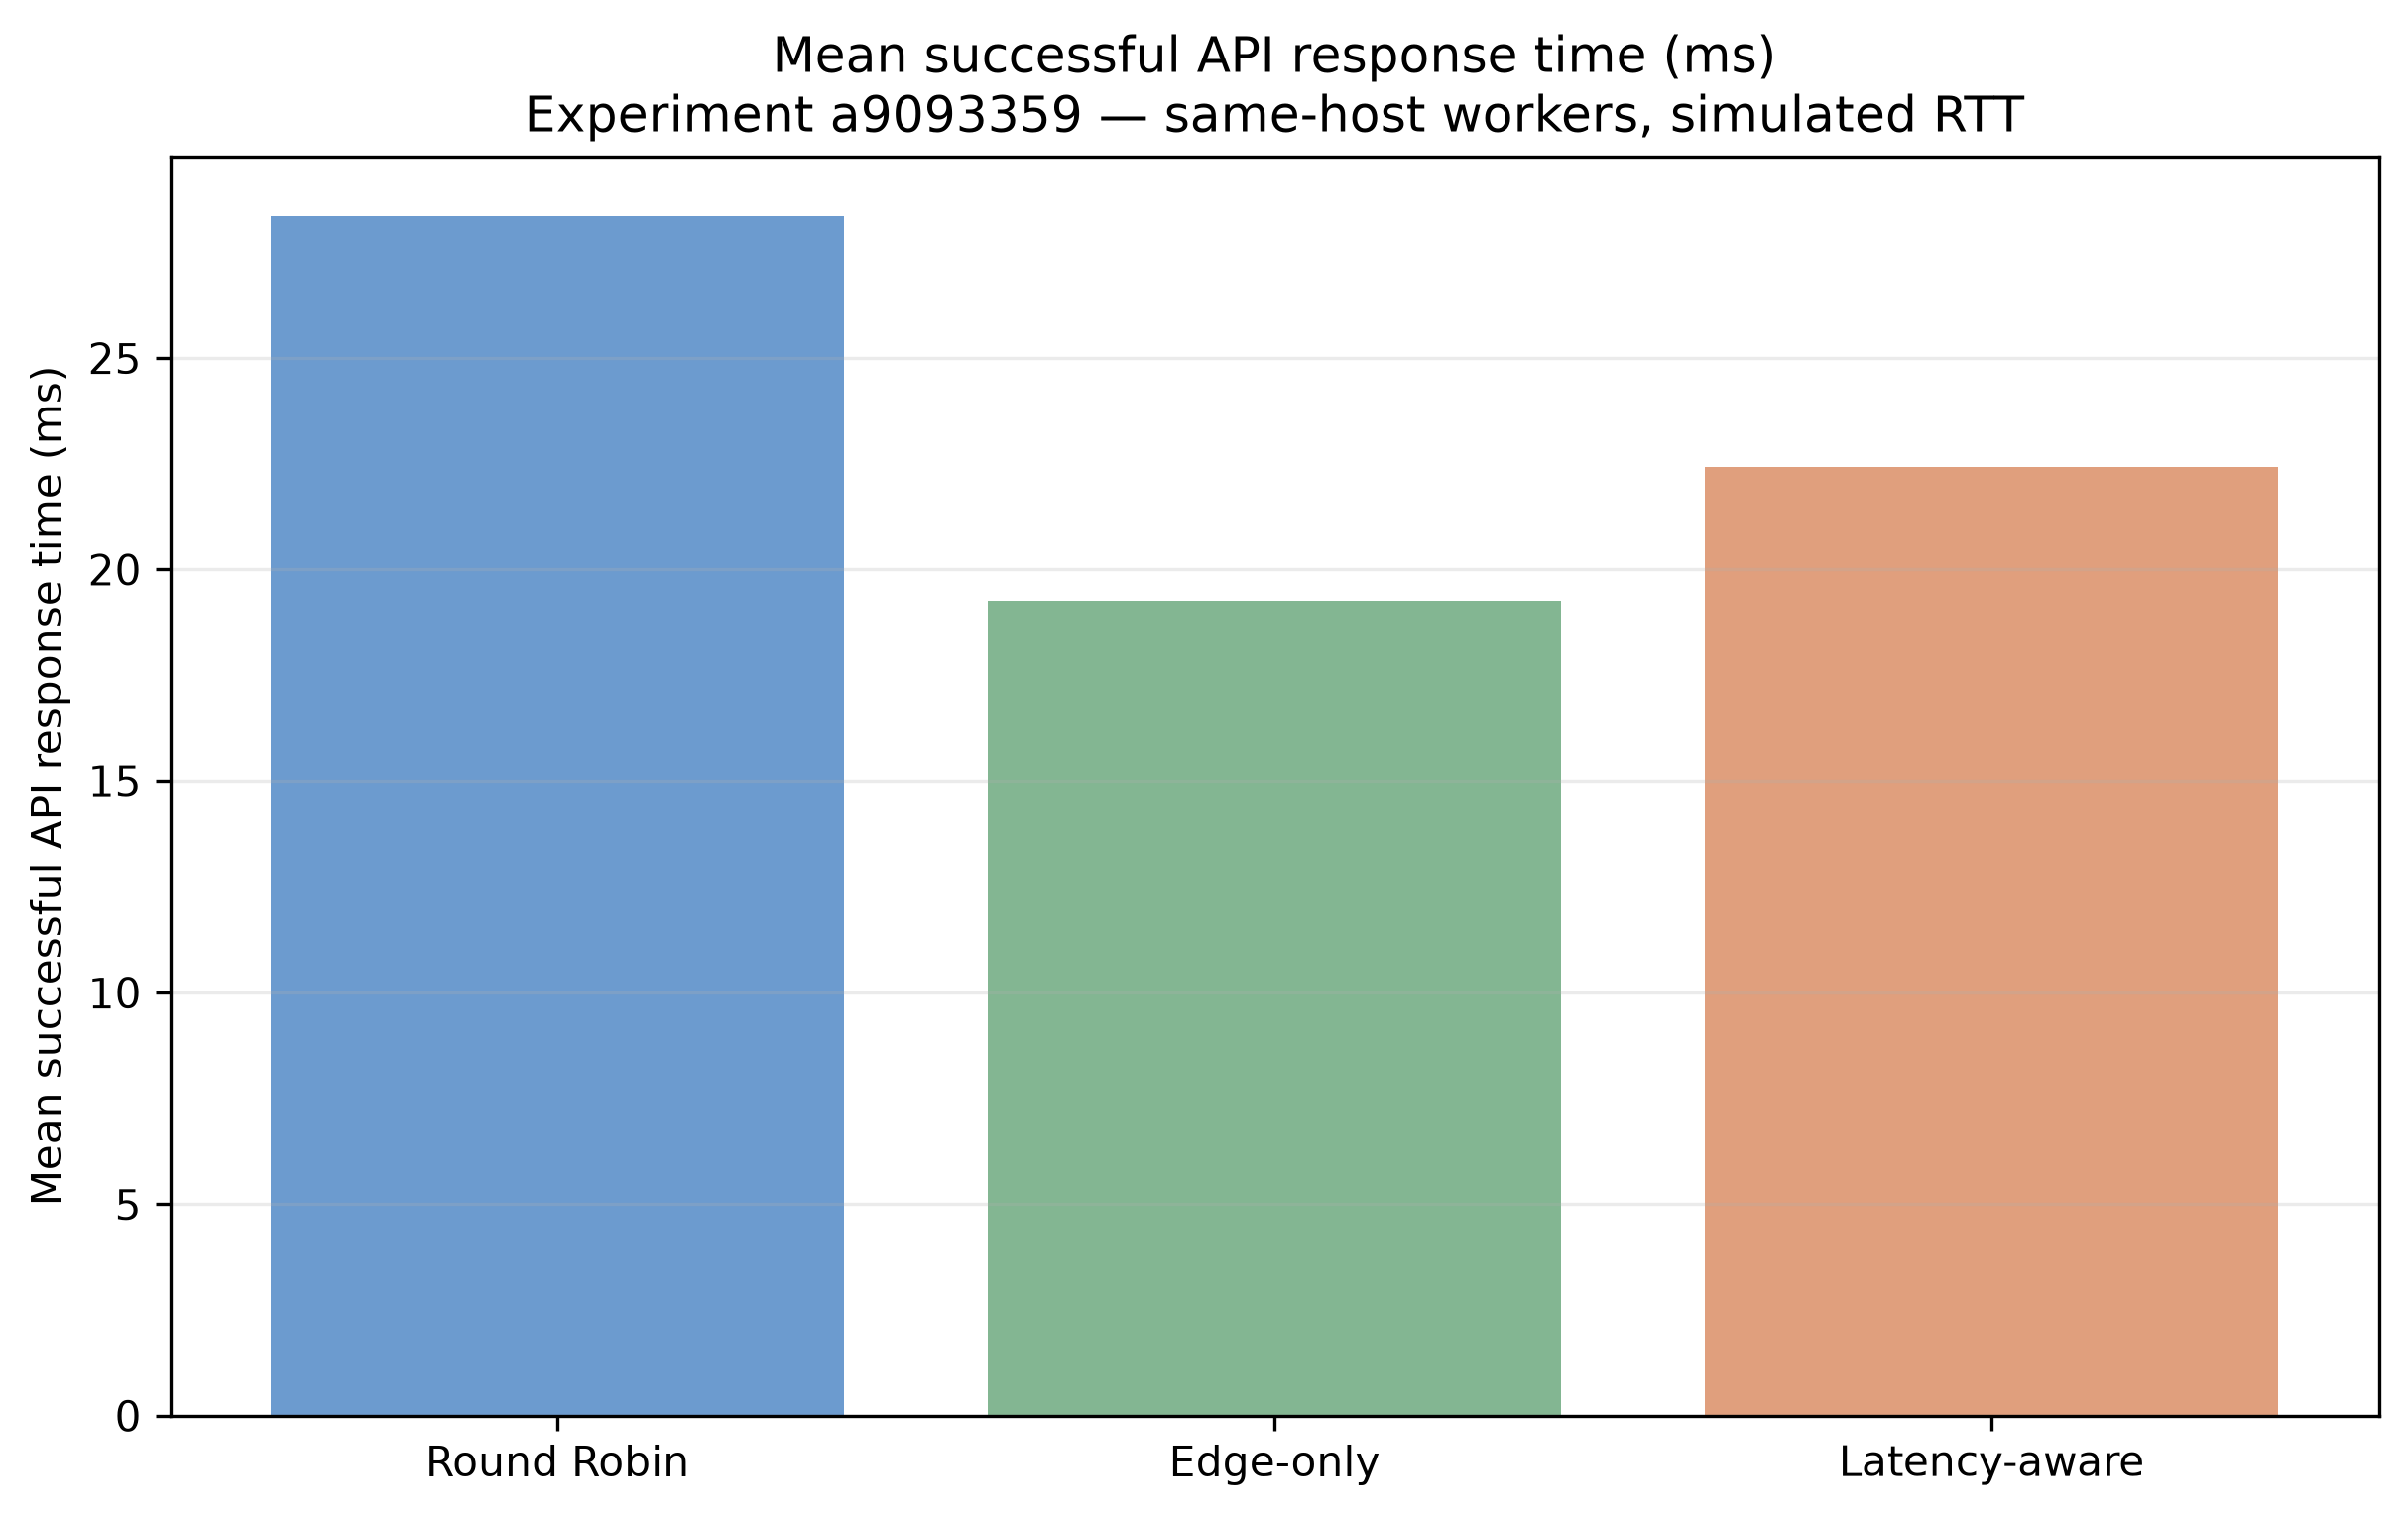 Mean successful API response time (ms)
Experiment a9093359 — same-host workers, simulated RTT
Mean successful API response time (ms)
25
20
15
10
5
0
Round Robin
Edge-only
Latency-aware